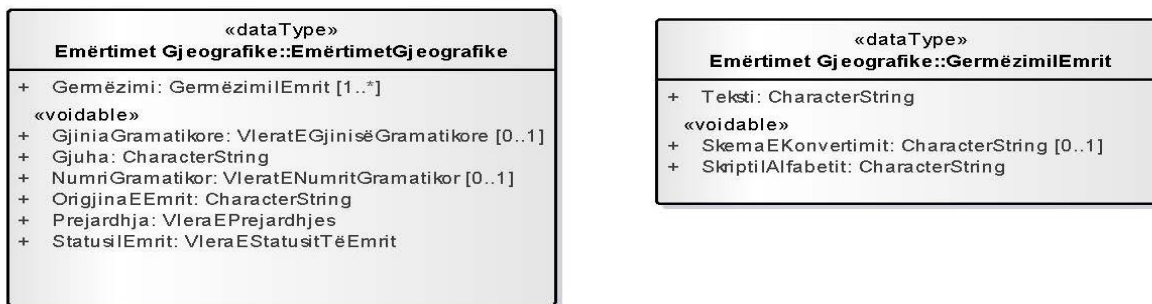 «dataType»
Emërtimet Gjeografike::EmërtimetGjeografike
+ Germëzimi: GermëzimiIEmrit [1..*]
«voidable»
+ GjiniaGramatikore: VleratEGjinisëGramatikore [0..1]
+ Gjuha: CharacterString
+ NumriGramatikor: VleratENumritGramatikor [0..1]
+ OrigjinaEEmrit: CharacterString
+ Prejardhja: VleraEPrejardhjes
+ StatusiIEmrit: VleraEStatusitTëEmrit
«dataType»
Emërtimet Gjeografike::GermëzimiIEmrit
+ Teksti: CharacterString
«voidable»
+ SkemaEKonvertimit: CharacterString [0..1]
+ SkriptiIAlfabetit: CharacterString